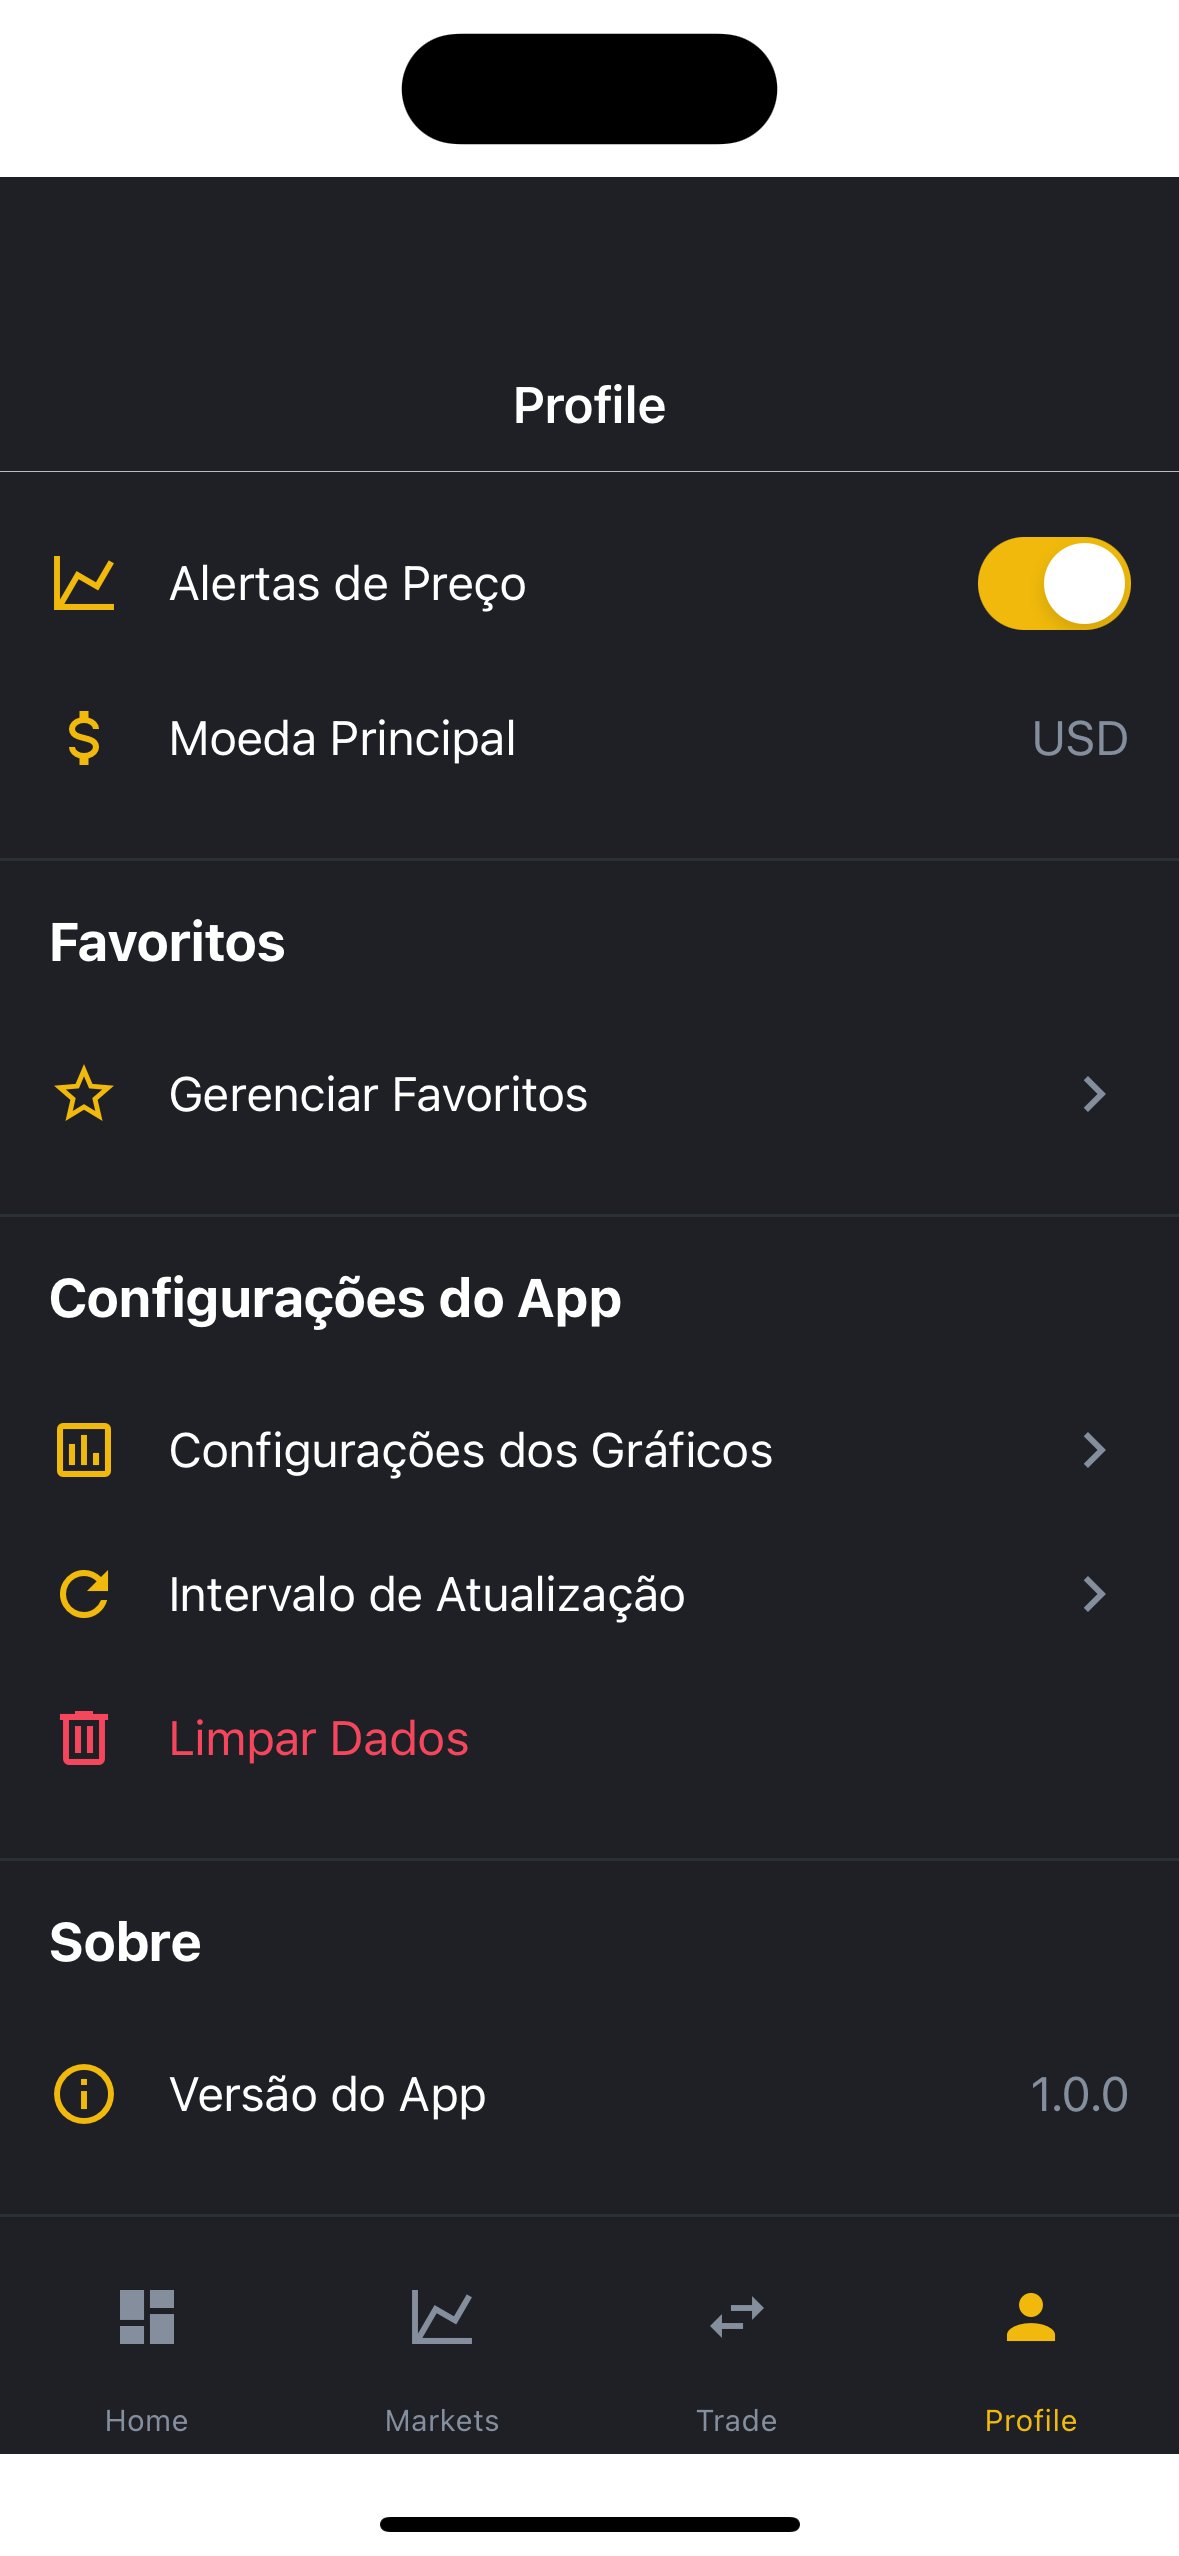 Profile
Alertas de Preço
Moeda Principal USD
Favoritos
Gerenciar Favoritos
Configurações do App
Configurações dos Gráficos
Intervalo de Atualização
Limpar Dados
Sobre
Versão do App 1.0.0
Home Markets Trade Profile